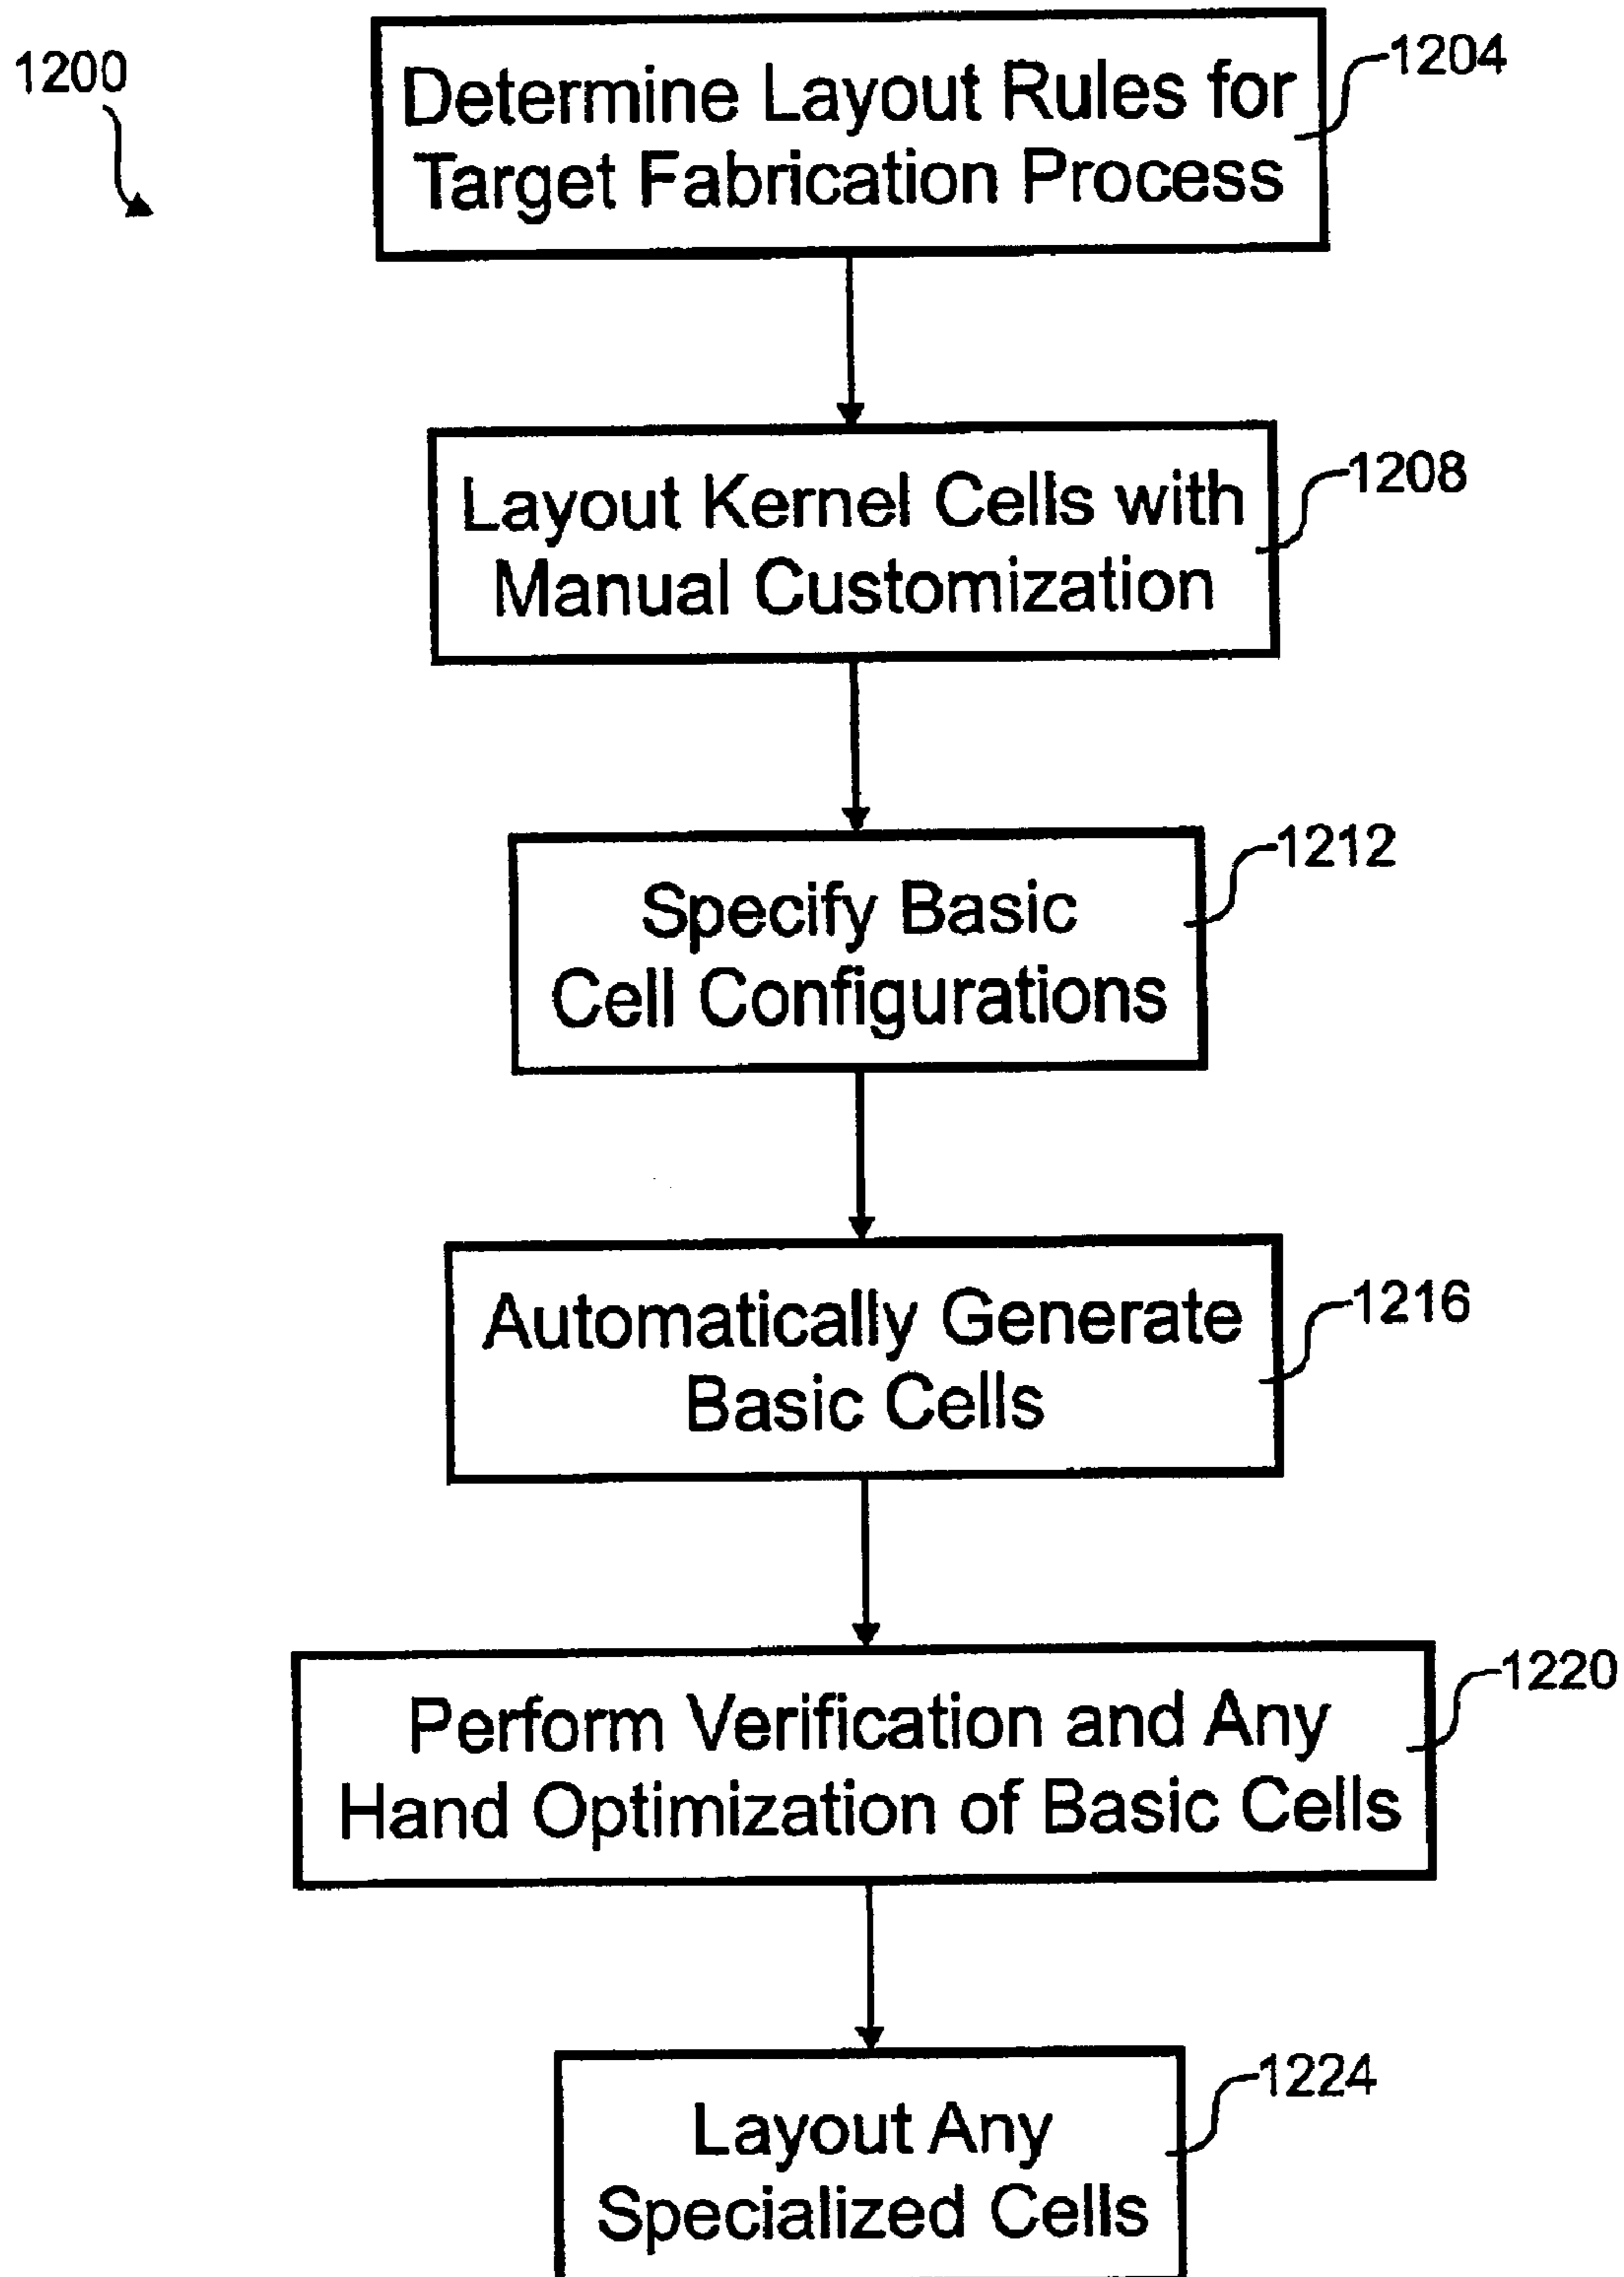 1200
1204
Determine Layout Rules for
Target Fabrication Process
1208
Layout Kernel Cells with
Manual Customization
1212
Specify Basic
Cell Configurations
1216
Automatically Generate
Basic Cells
1220
Perform Verification and Any
Hand Optimization of Basic Cells
1224
Layout Any
Specialized Cells